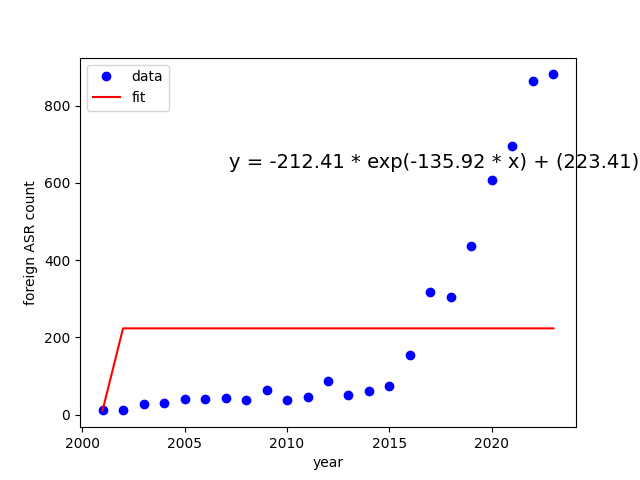 data
fit
y = -212.41 * exp(-135.92 * x) + (223.41)
foreign ASR count
800
600
400
200
0
2000 2005 2010 2015 2020
year